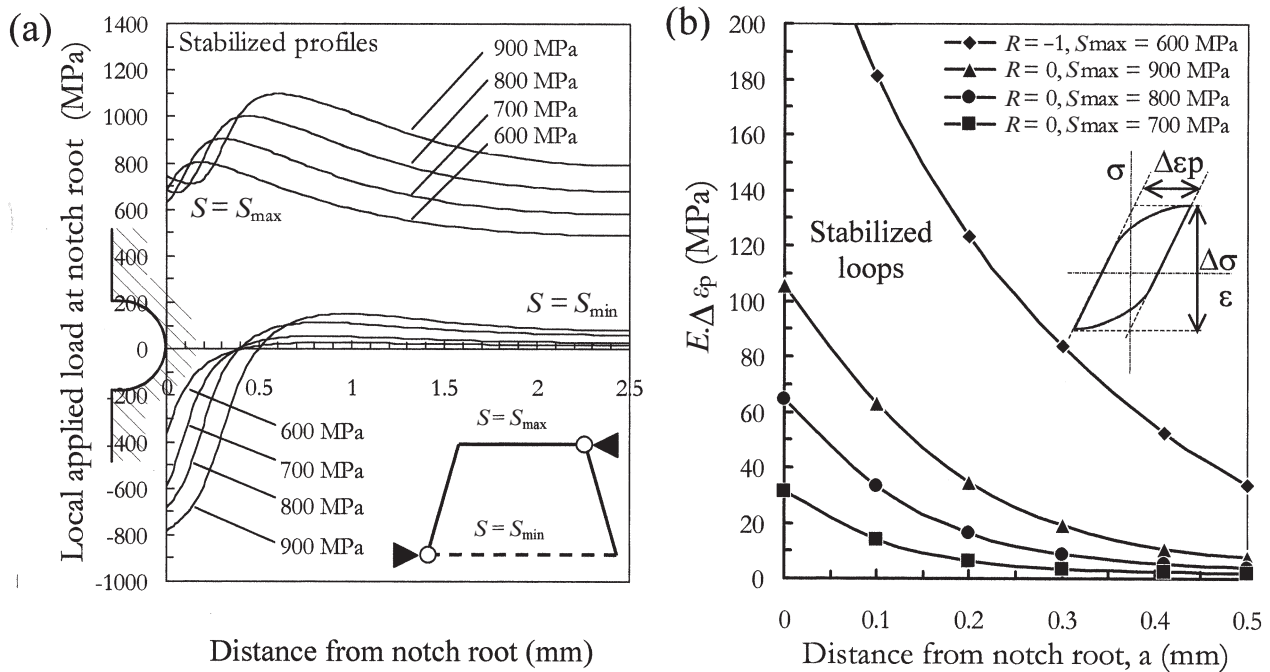 (a)
Local applied load at notch root (MPa)
1400
1200
1000
800
600
400
200
0
-200
-400
-600
-800
-1000
Stabilized profiles
900 MPa
800 MPa
700 MPa
600 MPa
S = Smax
S = Smin
0 0.5 1 1.5 2 2.5
600 MPa
700 MPa
800 MPa
900 MPa
S = Smax
S = Smin
Distance from notch root (mm)
(b)
E.Δεp (MPa)
200
180
160
140
120
100
80
60
40
20
0
R = –1, Smax = 600 MPa
R = 0, Smax = 900 MPa
R = 0, Smax = 800 MPa
R = 0, Smax = 700 MPa
Stabilized
loops
σ
Δεp
Δσ
ε
0 0.1 0.2 0.3 0.4 0.5
Distance from notch root, a (mm)